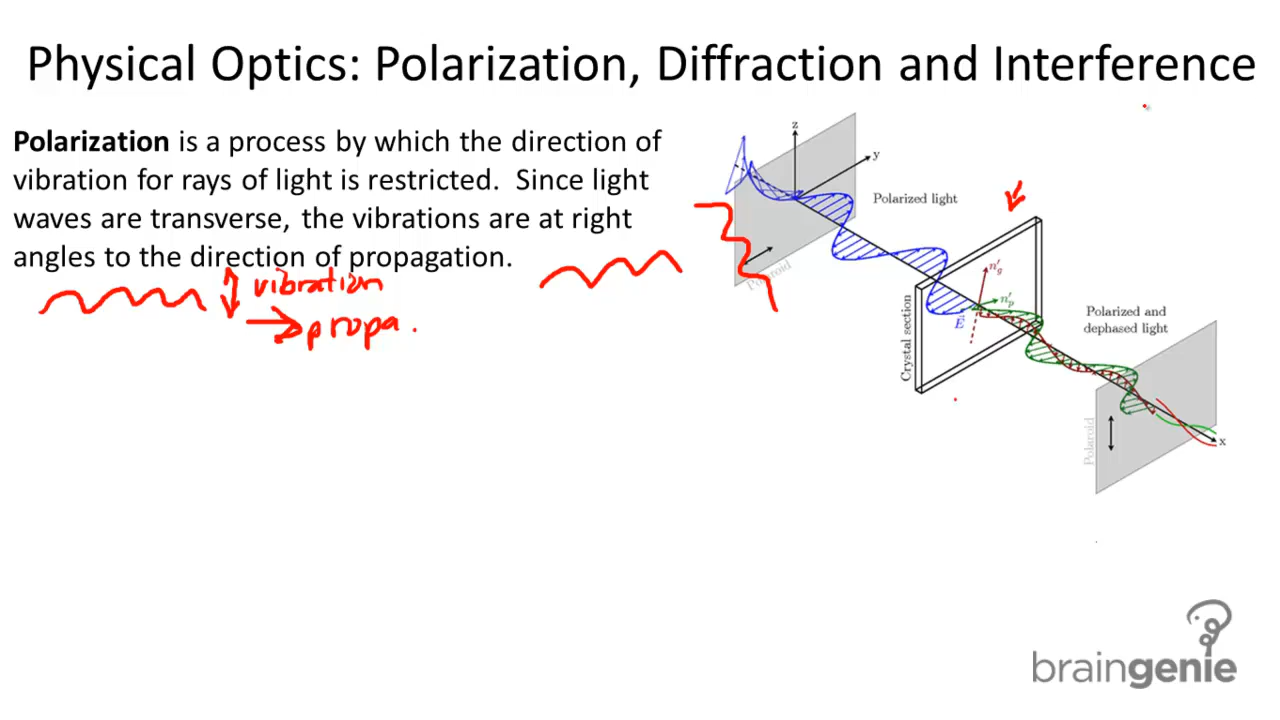 Physical Optics: Polarization, Diffraction and Interference
Polarization is a process by which the direction of
vibration for rays of light is restricted. Since light
waves are transverse, the vibrations are at right
angles to the direction of propagation.
vibration
propa.
z
y
Polarized light
Polaroid
Crystal section
n'g
n'p
E
Polarized and
dephased light
Polaroid
x
braingenie